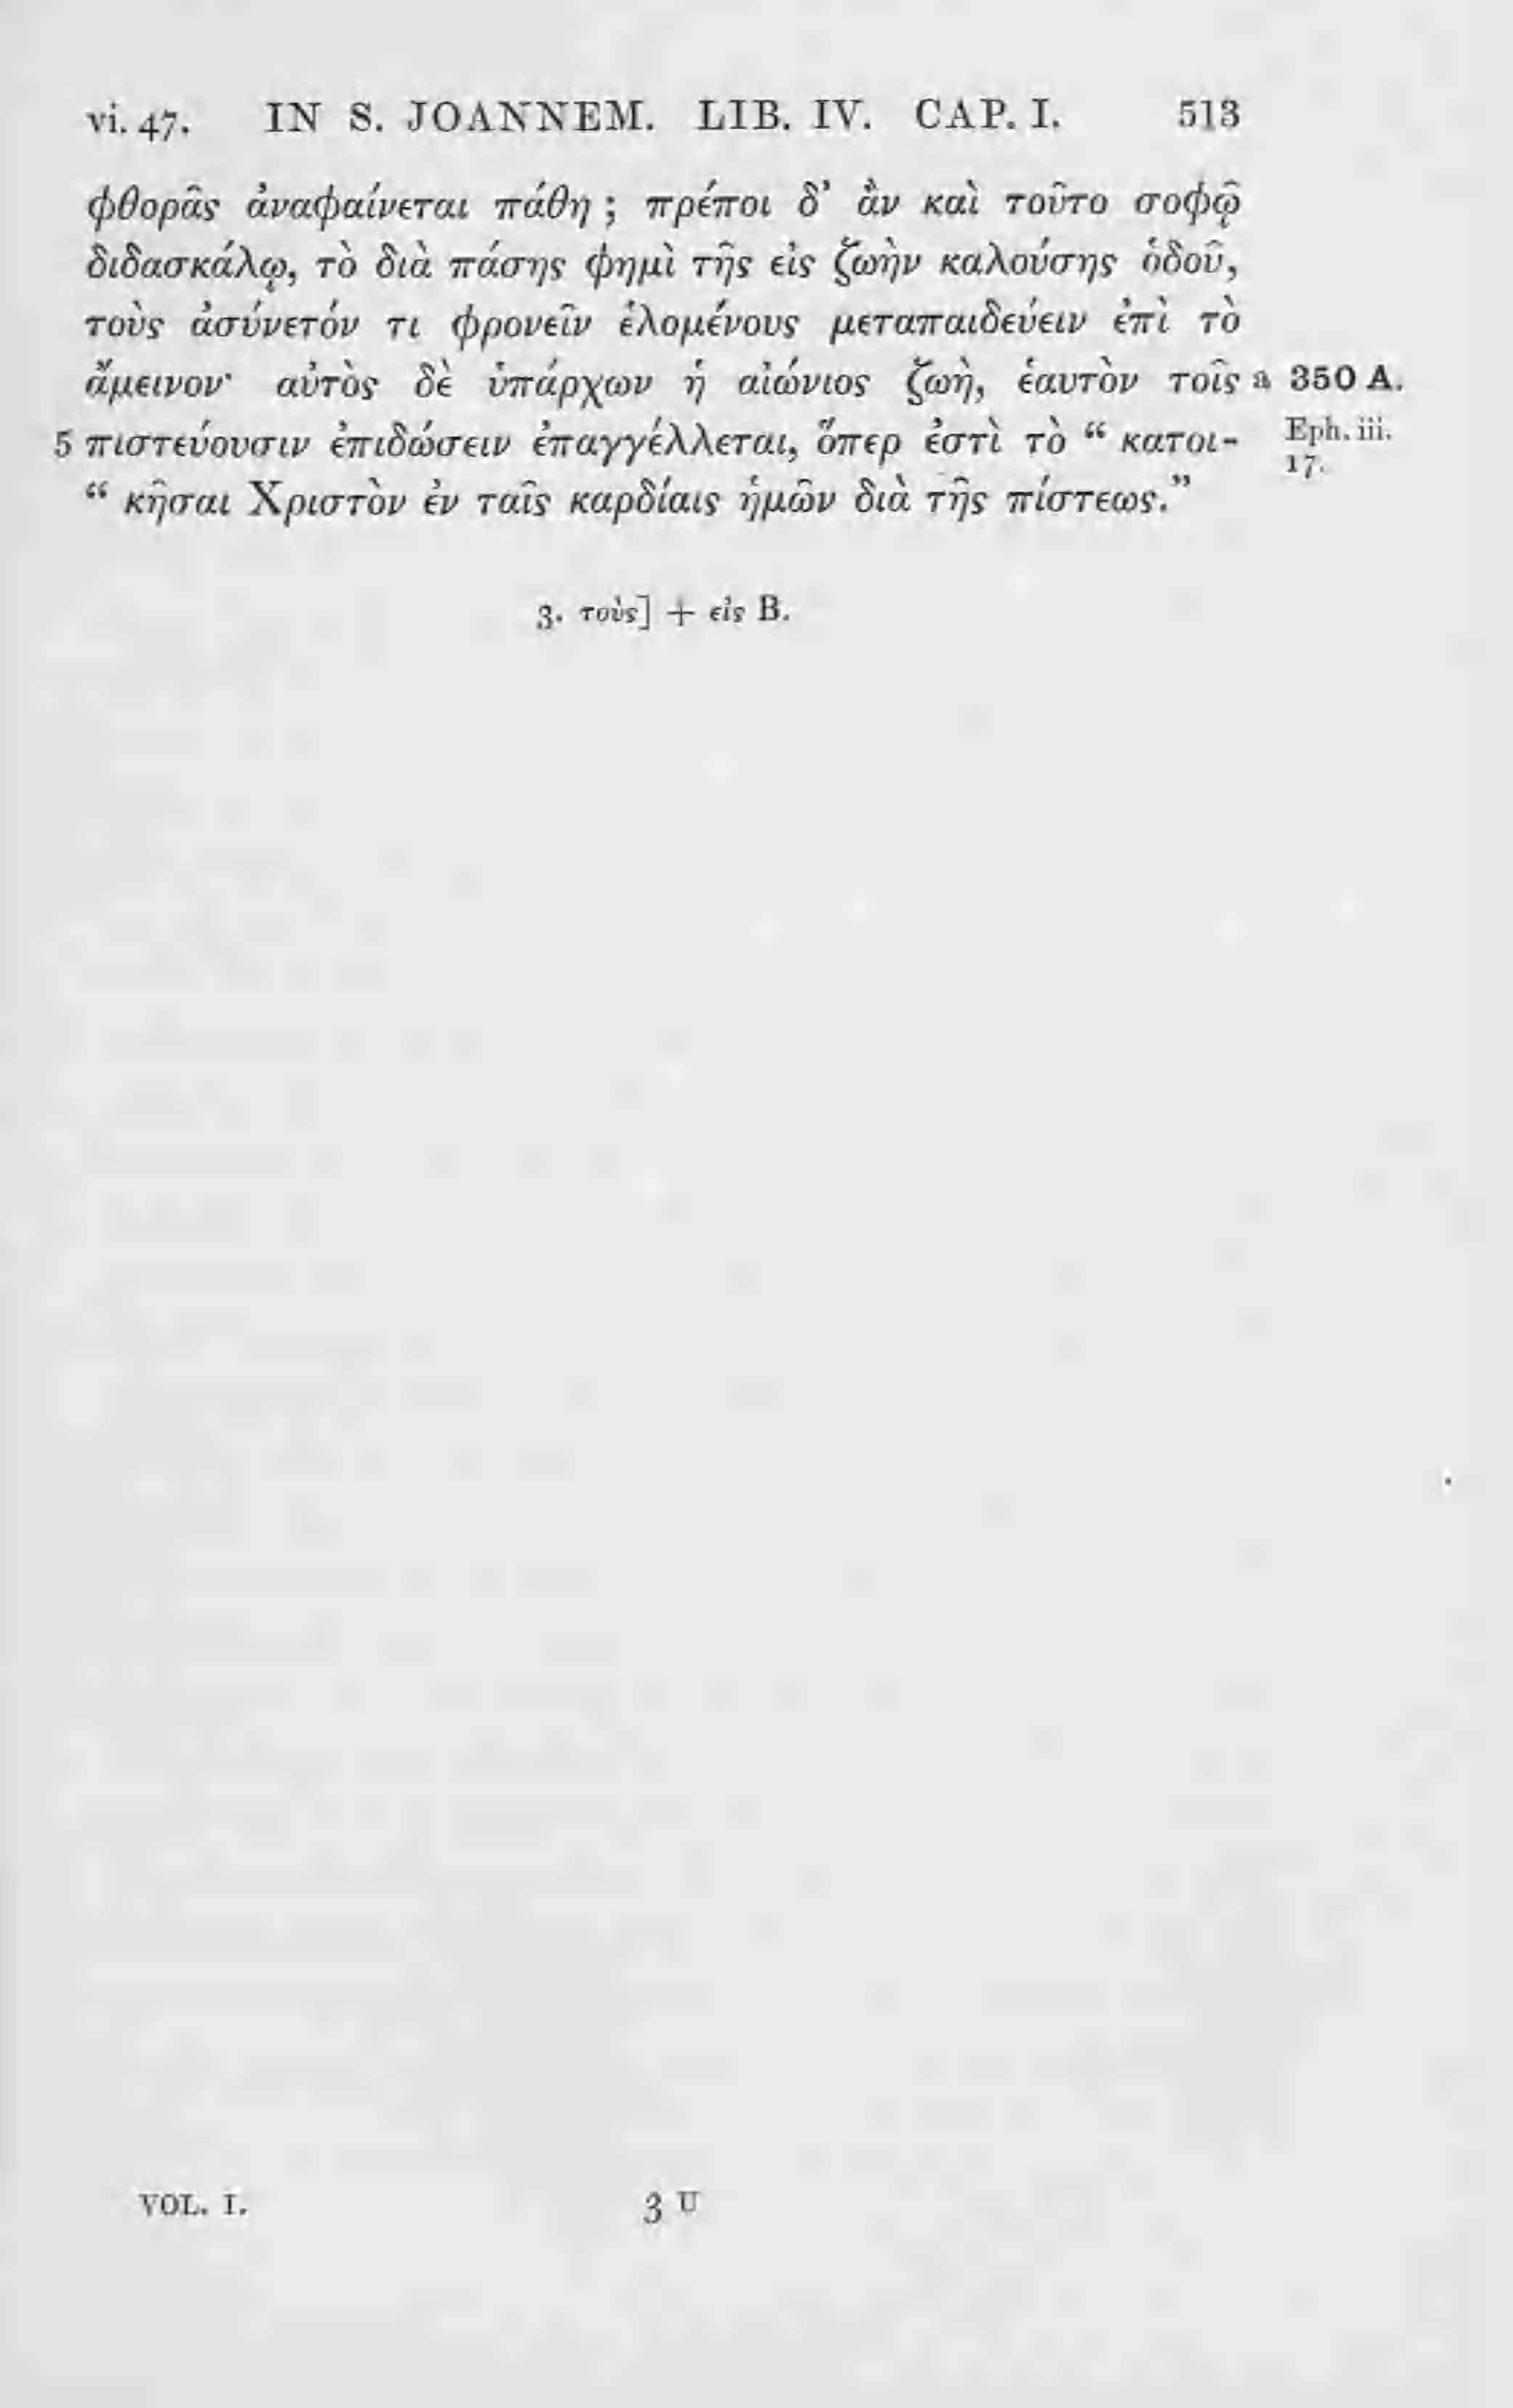 vi. 47. IN S. JOANNEM. LIB. IV. CAP. I. 513
φθορᾶς ἀναφαίνεται πάθη ; πρέποι δ’ ἂν καὶ τοῦτο σοφῷ
διδασκάλῳ, τὸ διὰ πάσης φημὶ τῆς εἰς ζωὴν καλούσης ὁδοῦ,
τοὺς ἀσύνετόν τι φρονεῖν ἑλομένους μεταπαιδεύειν ἐπὶ τὸ
ἄμεινον· αὐτὸς δὲ ὑπάρχων ἡ αἰώνιος ζωὴ, ἑαυτὸν τοῖς a 350 A.
5 πιστεύουσιν ἐπιδώσειν ἐπαγγέλλεται, ὅπερ ἐστὶ τὸ “ κατοι- Eph. iii.
17.
“ κῆσαι Χριστὸν ἐν ταῖς καρδίαις ἡμῶν διὰ τῆς πίστεως.”
3. τοὺς] + εἰς B.
VOL. I. 3 U